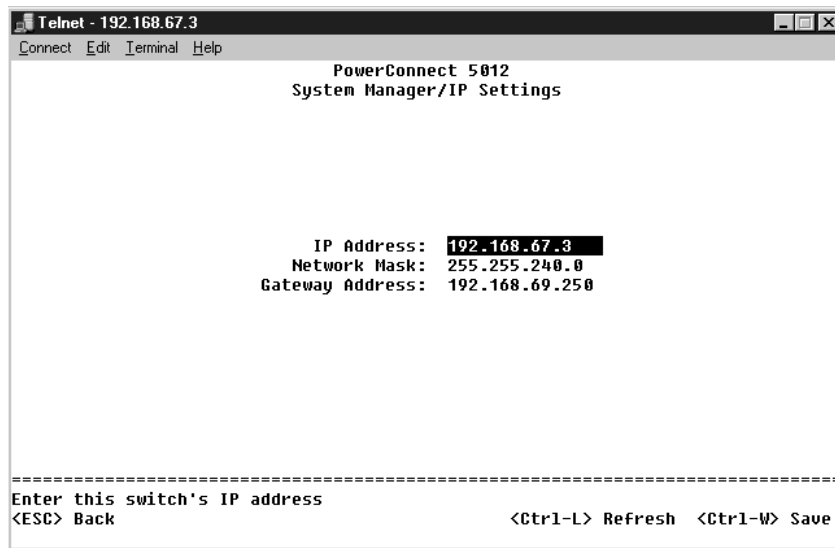 Telnet - 192.168.67.3
Connect Edit Terminal Help
PowerConnect 5012
System Manager/IP Settings
IP Address: 192.168.67.3
Network Mask: 255.255.240.0
Gateway Address: 192.168.69.250
================================================================================
Enter this switch's IP address
<ESC> Back <Ctrl-L> Refresh <Ctrl-W> Save